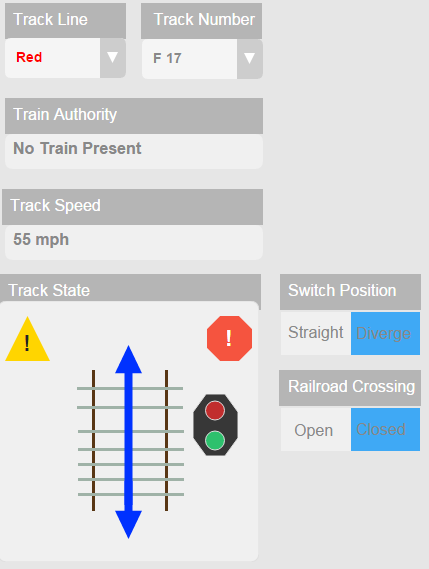 Track Line
Track Number
Red ▼
F 17 ▼
Train Authority
No Train Present
Track Speed
55 mph
Track State
Switch Position
!
!
Straight
Diverge
Railroad Crossing
Open
Closed